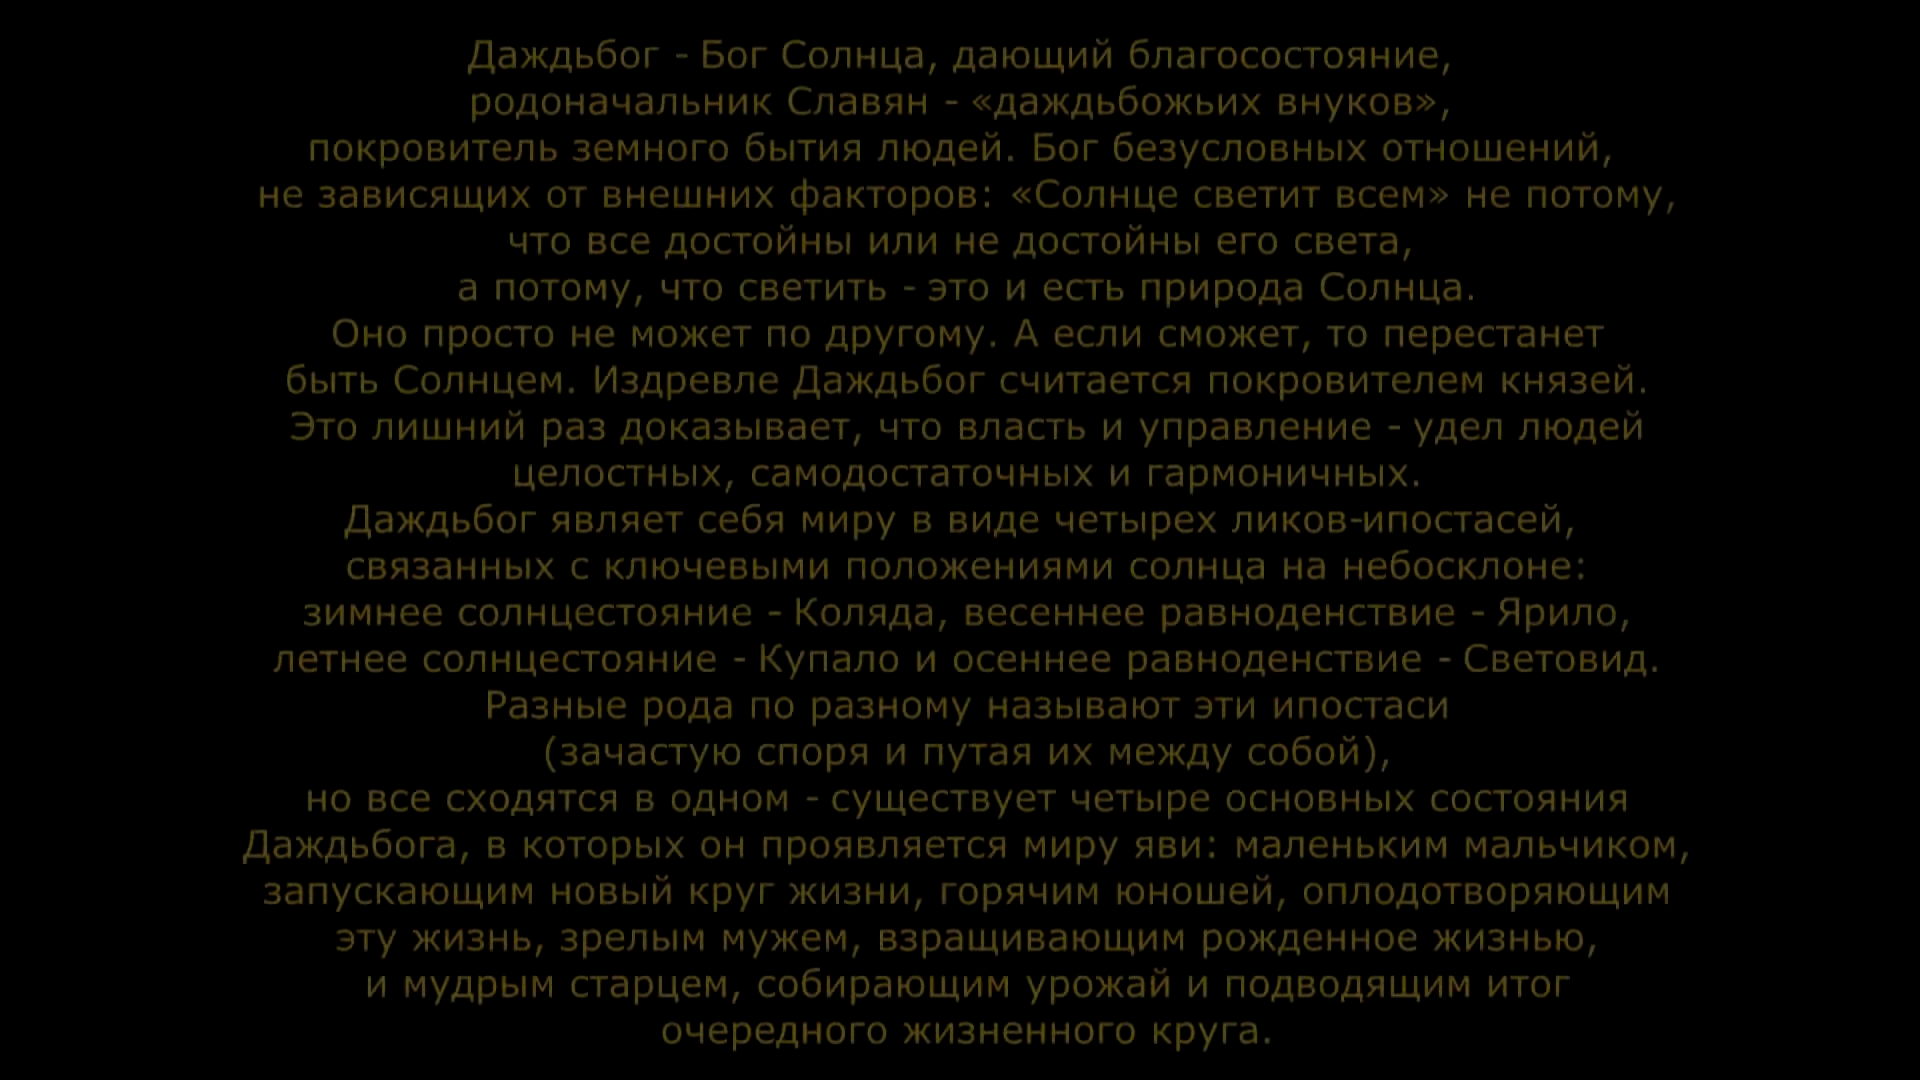 Даждьбог - Бог Солнца, дающий благосостояние,
родоначальник Славян - «даждьбожьих внуков»,
покровитель земного бытия людей. Бог безусловных отношений,
не зависящих от внешних факторов: «Солнце светит всем» не потому,
что все достойны или не достойны его света,
а потому, что светить - это и есть природа Солнца.
Оно просто не может по другому. А если сможет, то перестанет
быть Солнцем. Издревле Даждьбог считается покровителем князей.
Это лишний раз доказывает, что власть и управление - удел людей
целостных, самодостаточных и гармоничных.
Даждьбог являет себя миру в виде четырех ликов-ипостасей,
связанных с ключевыми положениями солнца на небосклоне:
зимнее солнцестояние - Коляда, весеннее равноденствие - Ярило,
летнее солнцестояние - Купало и осеннее равноденствие - Световид.
Разные рода по разному называют эти ипостаси
(зачастую споря и путая их между собой),
но все сходятся в одном - существует четыре основных состояния
Даждьбога, в которых он проявляется миру яви: маленьким мальчиком,
запускающим новый круг жизни, горячим юношей, оплодотворяющим
эту жизнь, зрелым мужем, взращивающим рожденное жизнью,
и мудрым старцем, собирающим урожай и подводящим итог
очередного жизненного круга.